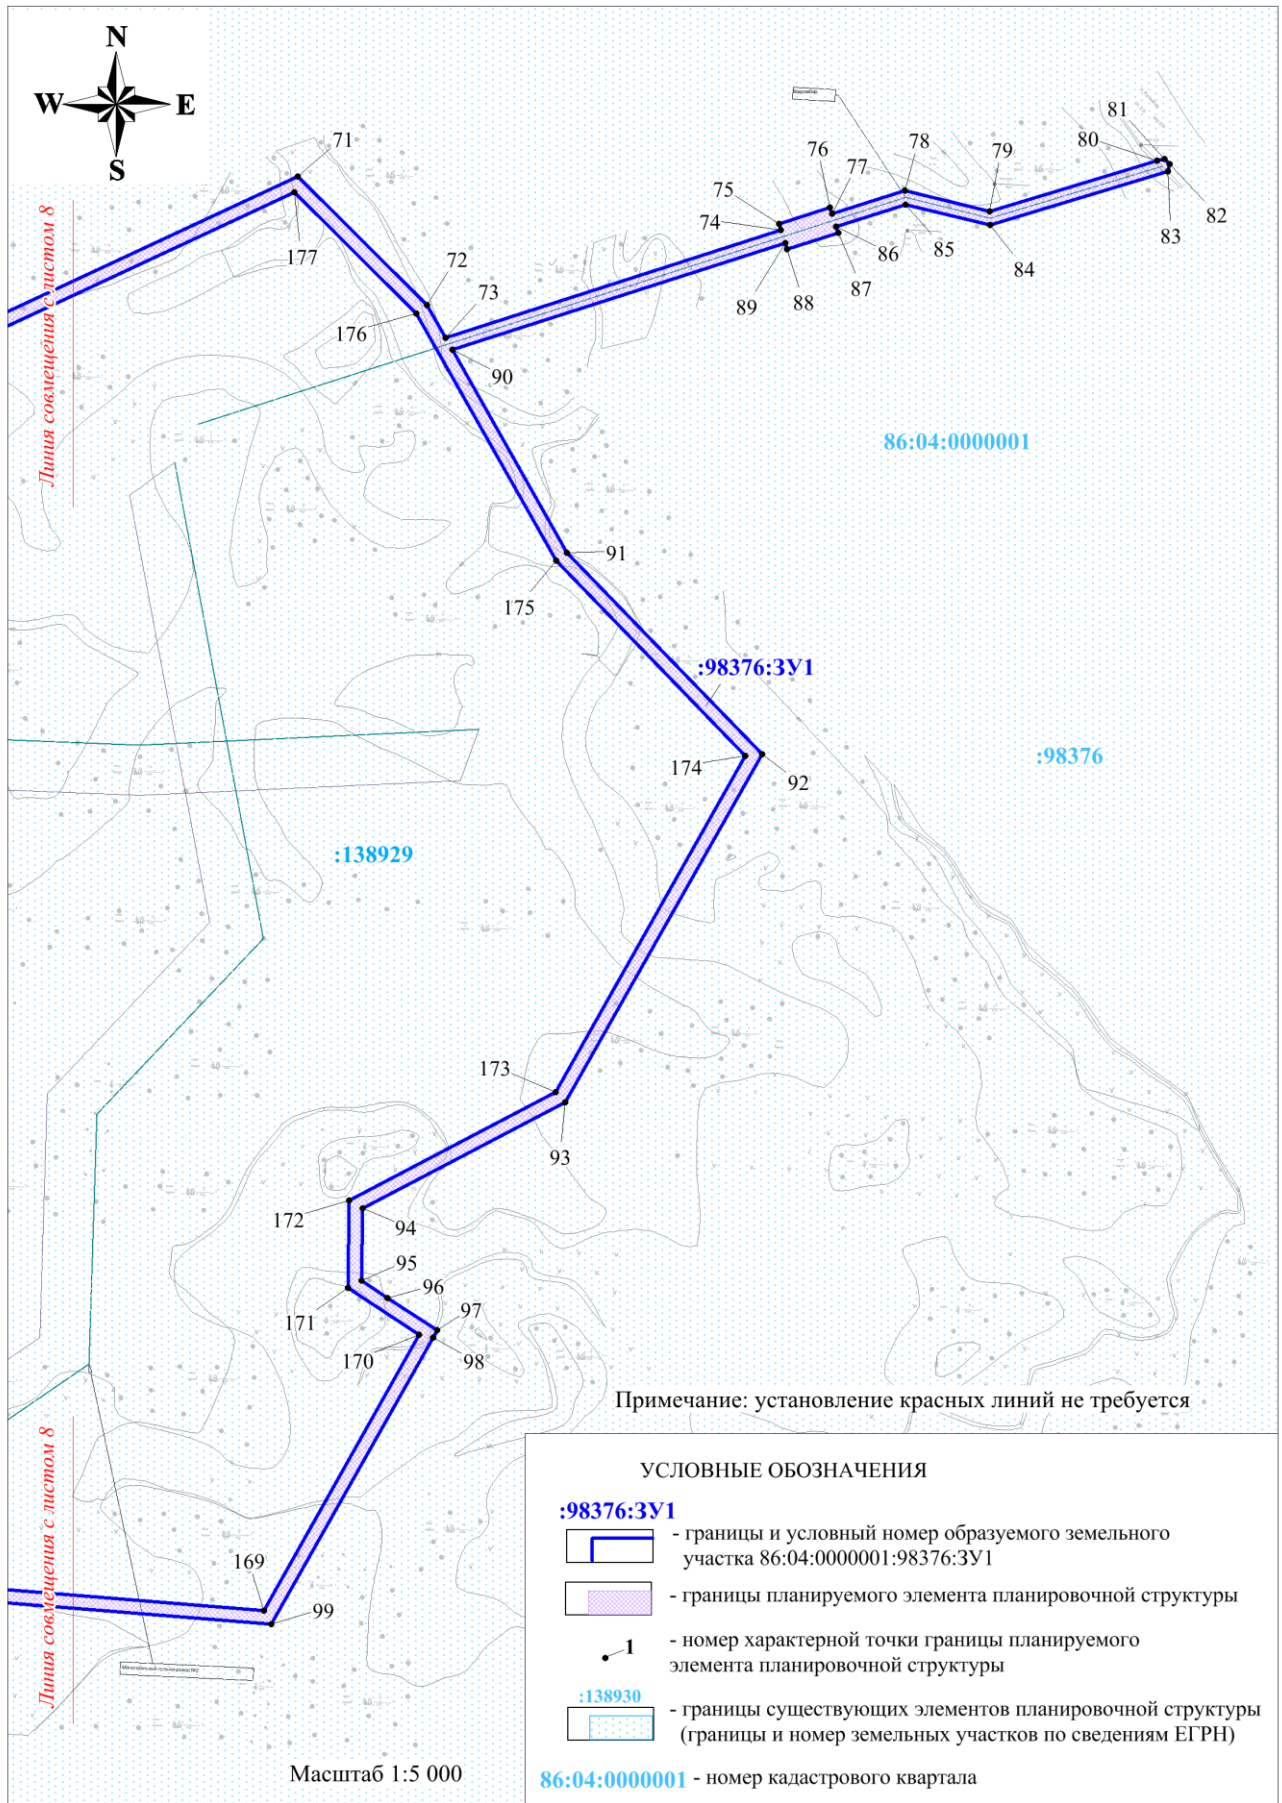 N
W E
S
71
81
80
76
77
78
79
75
74
82
83
177
72
73
85
84
86
87
88
89
176
90
Линия совмещения с листом 8
86:04:0000001
91
175
:98376:ЗУ1
174
92
:98376
:138929
173
93
172
94
95
96
171
97
170
98
Примечание: установление красных линий не требуется
Линия совмещения с листом 8
169
99
Масштаб 1:5 000
УСЛОВНЫЕ ОБОЗНАЧЕНИЯ
:98376:ЗУ1
- границы и условный номер образуемого земельного
участка 86:04:0000001:98376:ЗУ1
- границы планируемого элемента планировочной структуры
1
- номер характерной точки границы планируемого
элемента планировочной структуры
:138930
- границы существующих элементов планировочной структуры
(границы и номер земельных участков по сведениям ЕГРН)
86:04:0000001 - номер кадастрового квартала